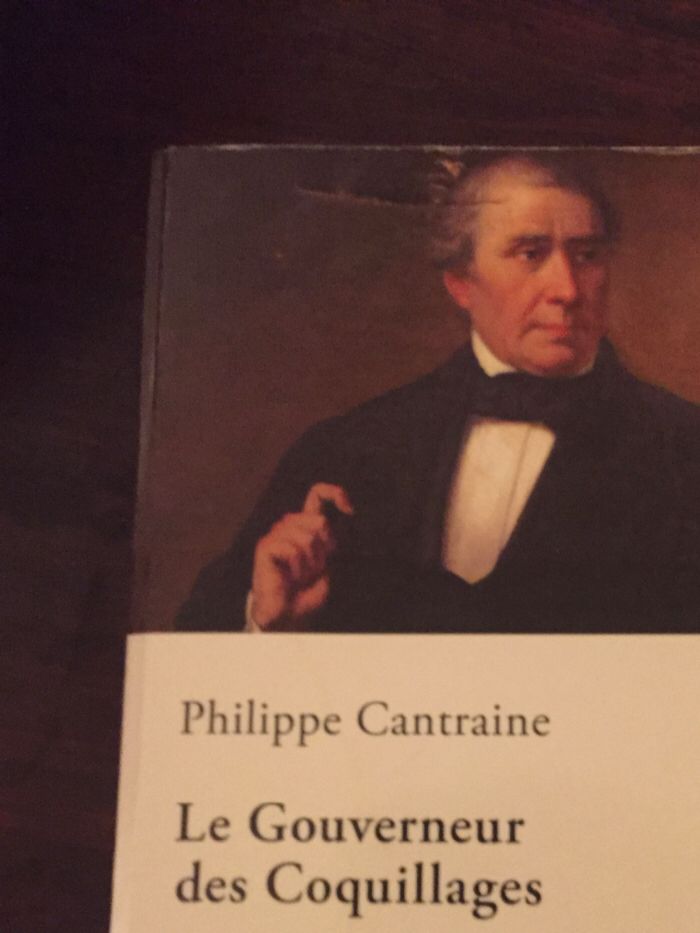 Philippe Cantraine
Le Gouverneur
des Coquillages